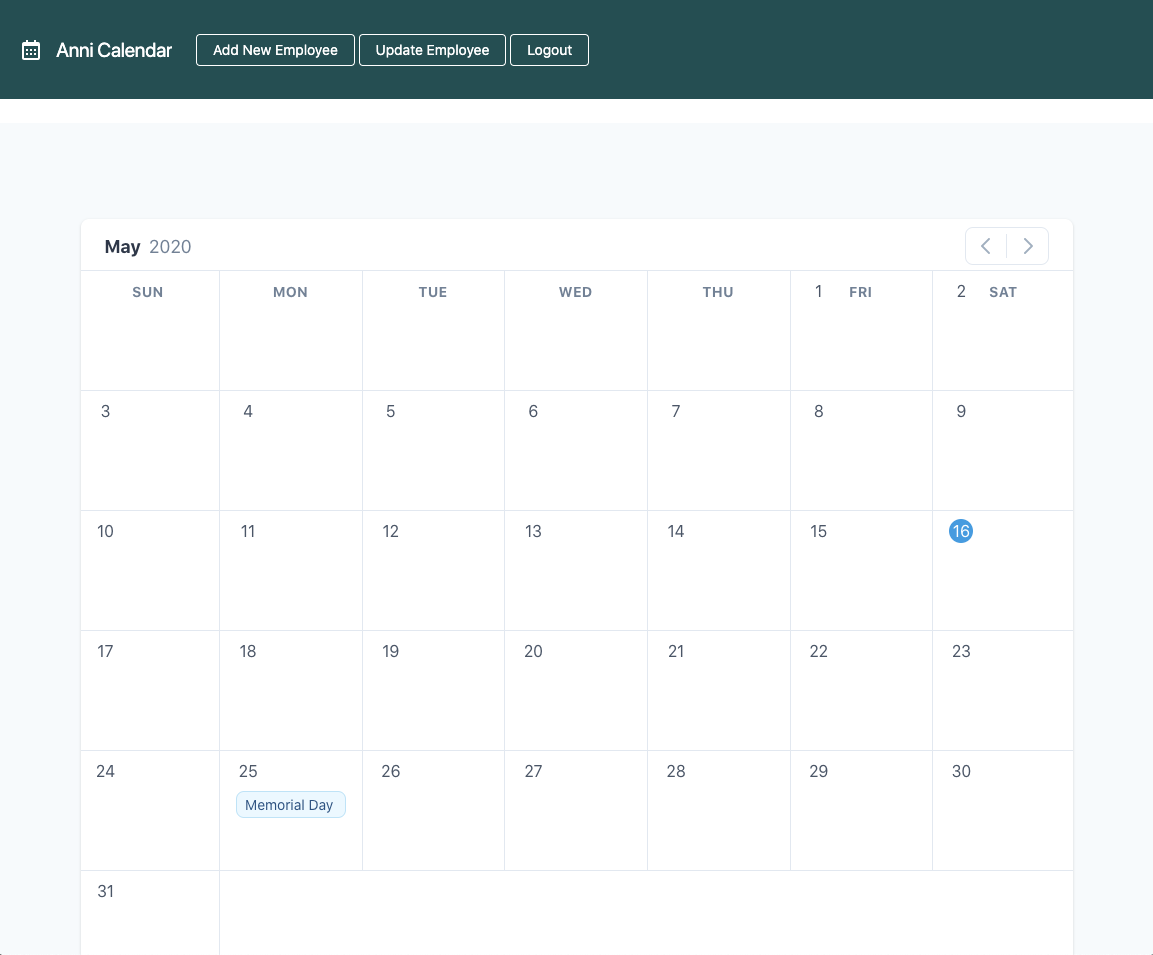 Anni Calendar Add New Employee Update Employee Logout
May 2020
SUN MON TUE WED THU 1 FRI 2 SAT
3 4 5 6 7 8 9
10 11 12 13 14 15 16
17 18 19 20 21 22 23
24 25 26 27 28 29 30
Memorial Day
31